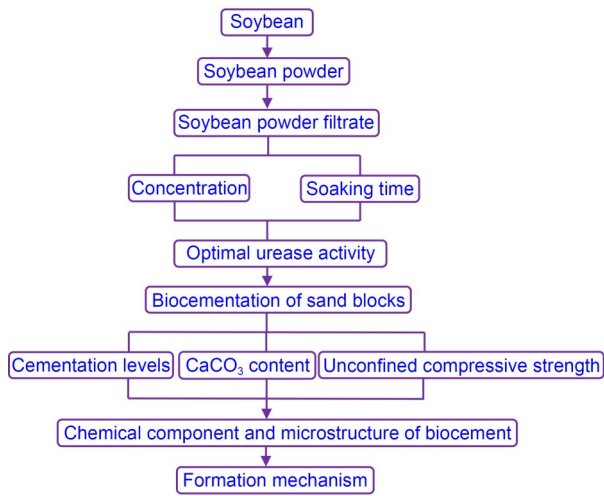 Soybean
Soybean powder
Soybean powder filtrate
Concentration
Soaking time
Optimal urease activity
Biocementation of sand blocks
Cementation levels
CaCO₃ content
Unconfined compressive strength
Chemical component and microstructure of biocement
Formation mechanism